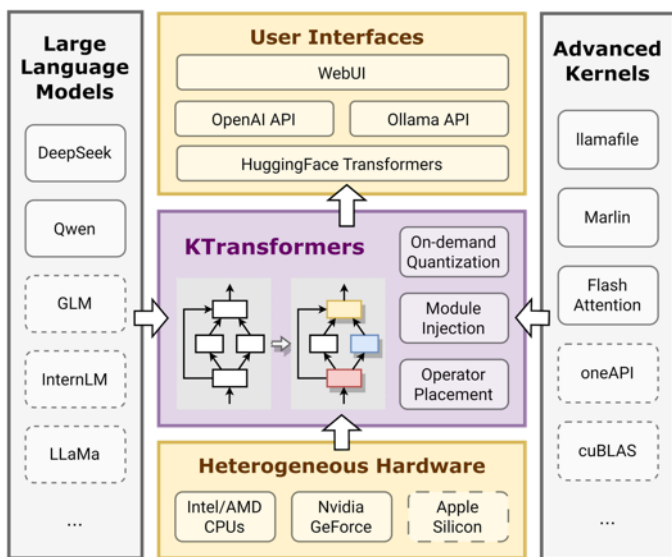 Large
Language
Models
DeepSeek
Qwen
GLM
InternLM
LLaMa
...
User Interfaces
WebUI
OpenAI API
Ollama API
HuggingFace Transformers
KTransformers
On-demand
Quantization
Module
Injection
Operator
Placement
Heterogeneous Hardware
Intel/AMD
CPUs
Nvidia
GeForce
Apple
Silicon
Advanced
Kernels
llamafile
Marlin
Flash
Attention
oneAPI
cuBLAS
...